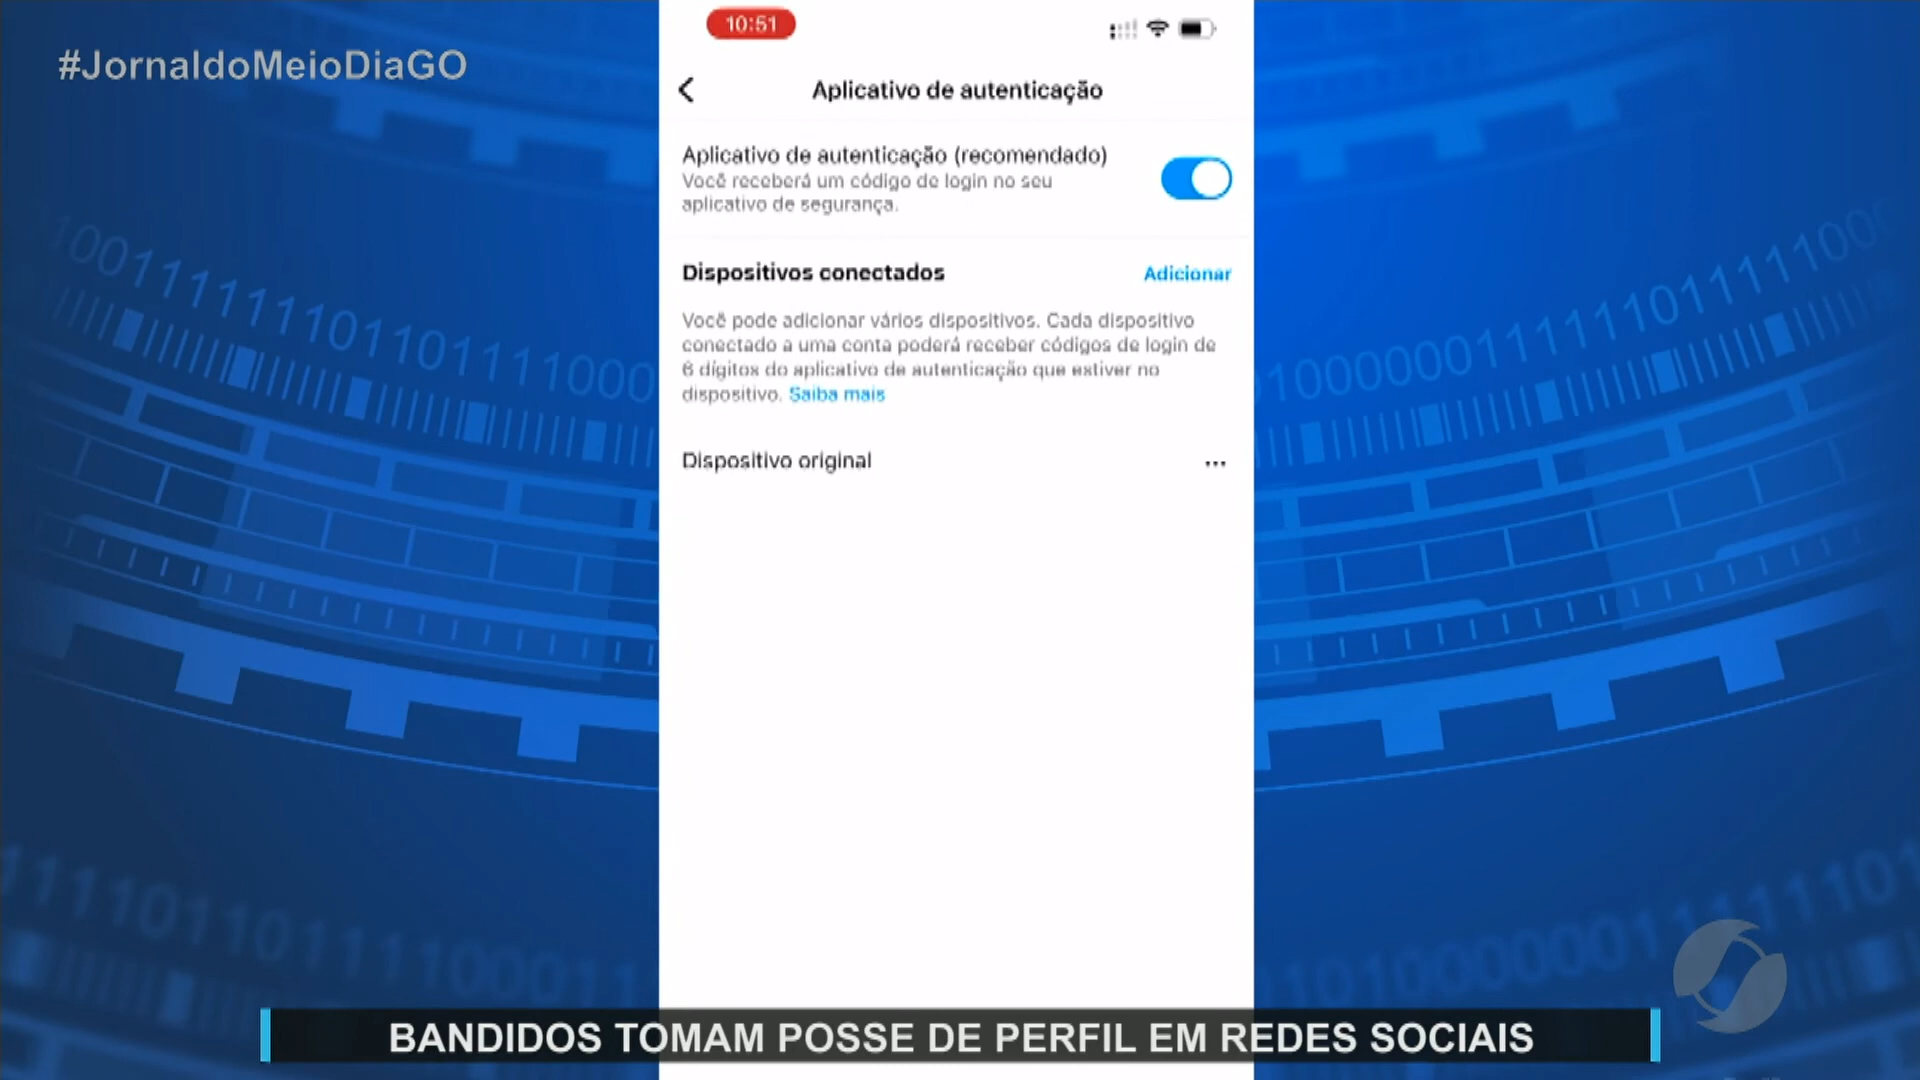 #JornaldoMeioDiaGO
10:51
Aplicativo de autenticação
Aplicativo de autenticação (recomendado)
Você receberá um código de login no seu
aplicativo de segurança.
Dispositivos conectados
Adicionar
Você pode adicionar vários dispositivos. Cada dispositivo
conectado a uma conta poderá receber códigos de login de
6 dígitos do aplicativo de autenticação que estiver no
dispositivo. Saiba mais
Dispositivo original
BANDIDOS TOMAM POSSE DE PERFIL EM REDES SOCIAIS